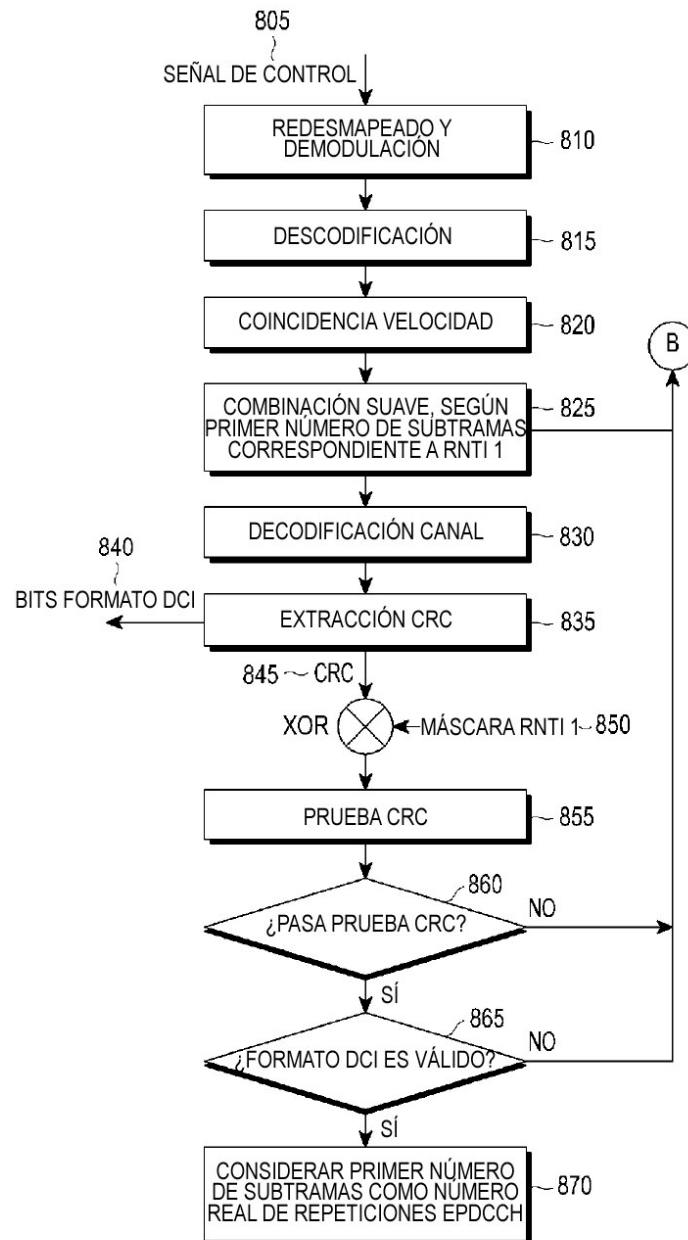 805
SEÑAL DE CONTROL
REDESMAPEADO Y
DEMODULACIÓN
810
DESCODIFICACIÓN
815
COINCIDENCIA VELOCIDAD
820
B
COMBINACIÓN SUAVE, SEGÚN
PRIMER NÚMERO DE SUBTRAMAS
CORRESPONDIENTE A RNTI 1
825
DECODIFICACIÓN CANAL
830
840
BITS FORMATO DCI
EXTRACCIÓN CRC
835
845 CRC
XOR
MÁSCARA RNTI 1
850
PRUEBA CRC
855
860
¿PASA PRUEBA CRC?
NO
SÍ
865
¿FORMATO DCI ES VÁLIDO?
NO
SÍ
CONSIDERAR PRIMER NÚMERO
DE SUBTRAMAS COMO NÚMERO
REAL DE REPETICIONES EPDCCH
870